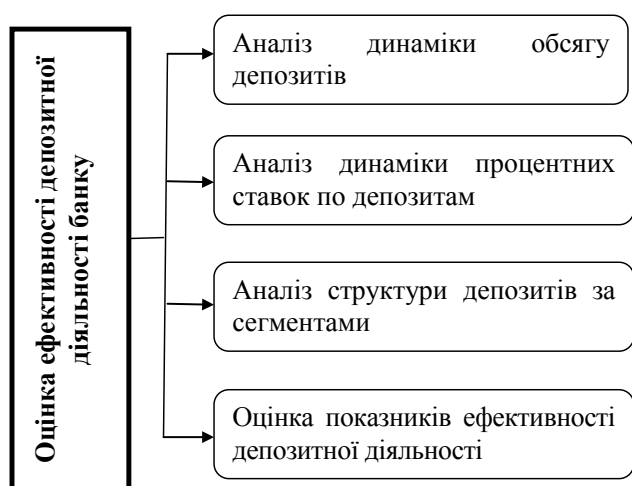 Оцінка ефективності депозитної
діяльності банку
Аналіз динаміки обсягу
депозитів
Аналіз динаміки процентних
ставок по депозитам
Аналіз структури депозитів за
сегментами
Оцінка показників ефективності
депозитної діяльності